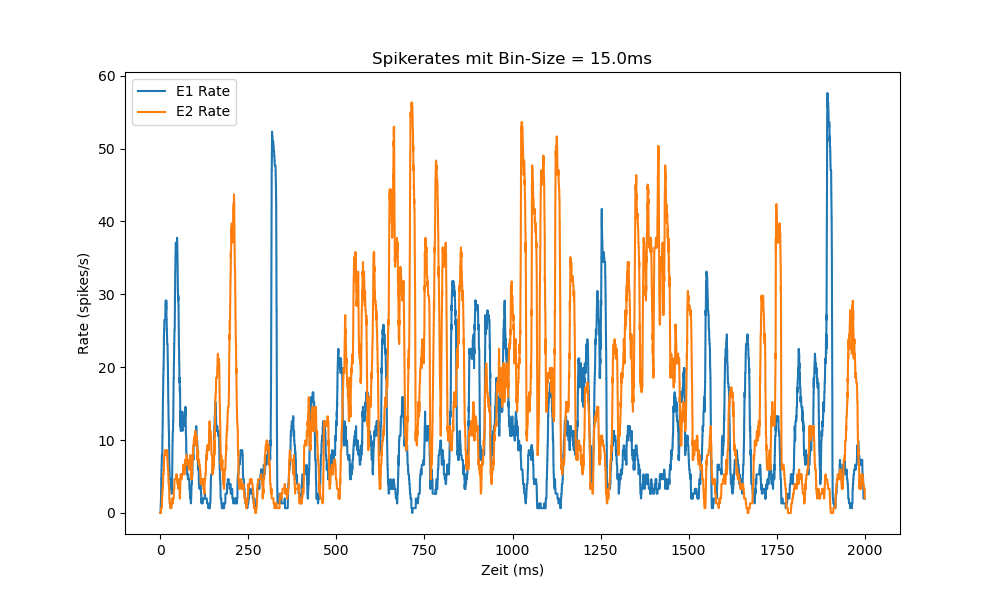 Spikerates mit Bin-Size = 15.0ms
E1 Rate
E2 Rate
60
50
40
30
20
10
0
Rate (spikes/s)
0 250 500 750 1000 1250 1500 1750 2000
Zeit (ms)